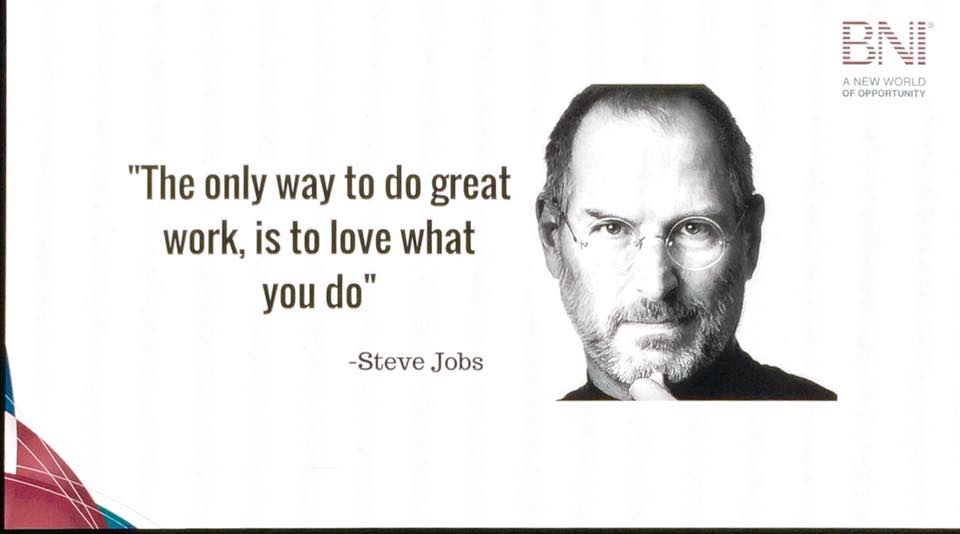 BNI®
A NEW WORLD
OF OPPORTUNITY
"The only way to do great
work, is to love what
you do"
-Steve Jobs